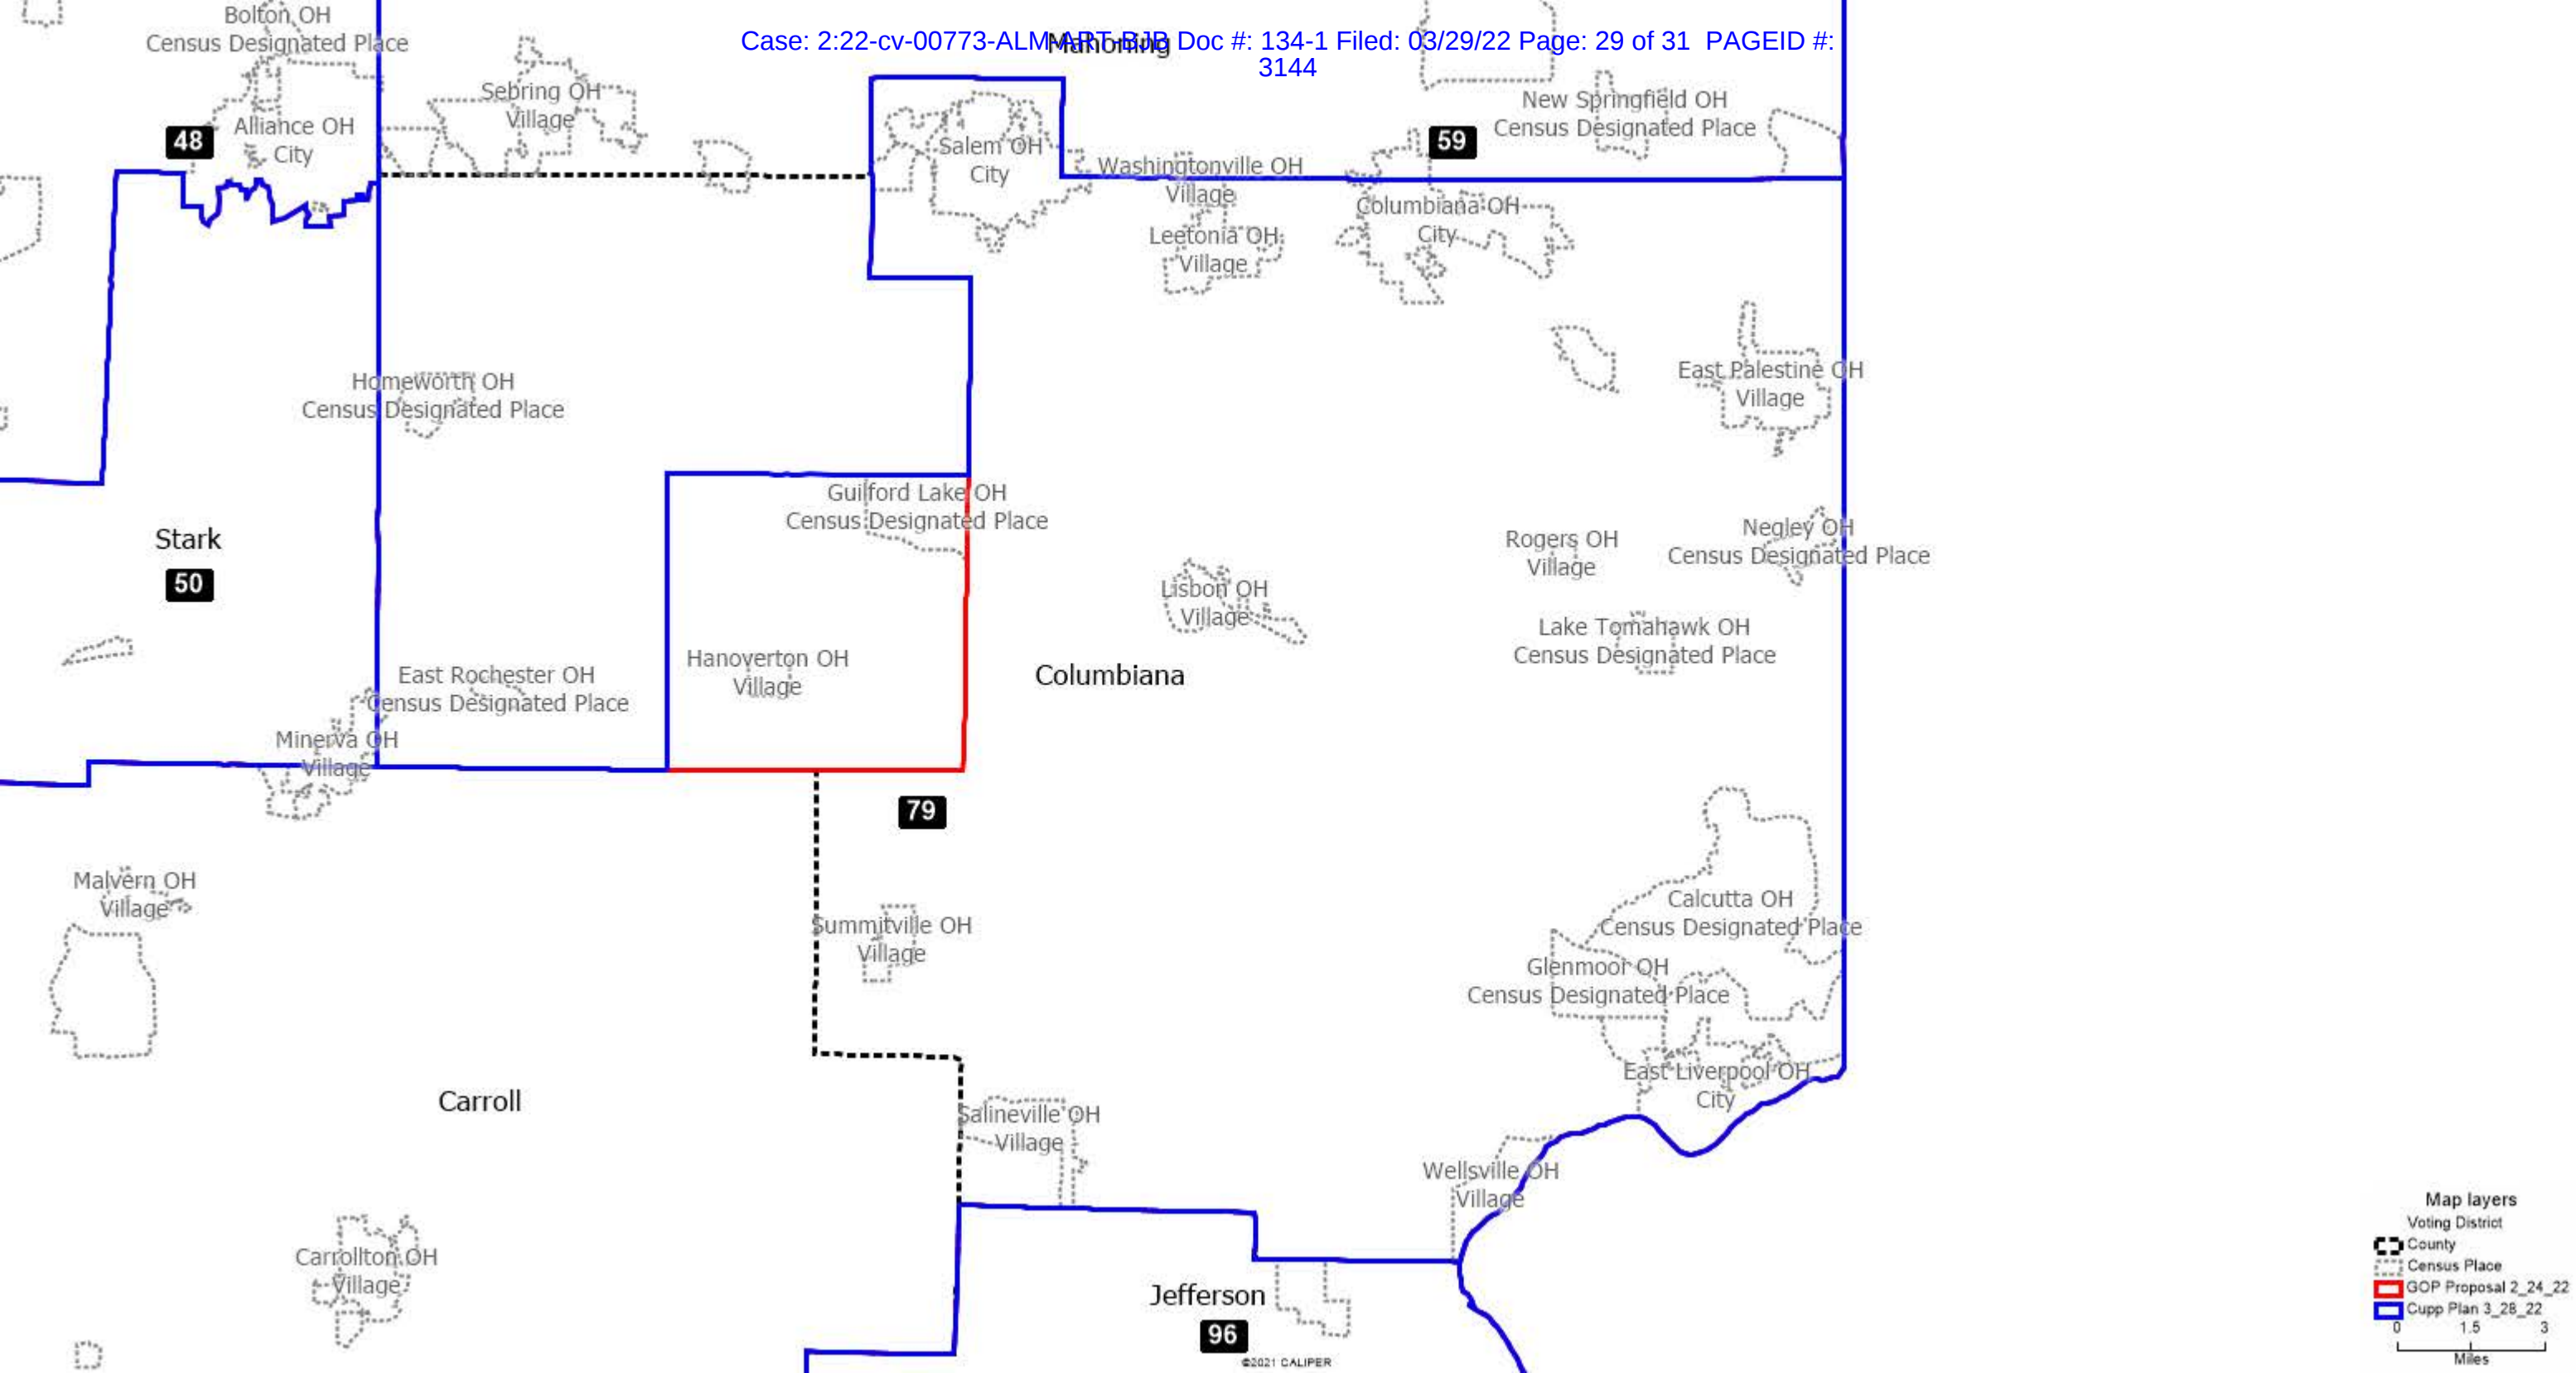 Case: 2:22-cv-00773-ALM-ART-BJB Doc #: 134-1 Filed: 03/29/22 Page: 29 of 31 PAGEID #:
3144
Mahoning
Bolton OH
Census Designated Place
Sebring OH
Village
48
Alliance OH
City
Salem OH
City
Washingtonville OH
Village
59
New Springfield OH
Census Designated Place
Columbiana OH
City
Leetonia OH
Village
Homeworth OH
Census Designated Place
East Palestine OH
Village
Guilford Lake OH
Census Designated Place
Stark
50
Lisbon OH
Village
Rogers OH
Village
Negley OH
Census Designated Place
Lake Tomahawk OH
Census Designated Place
Hanoverton OH
Village
East Rochester OH
Census Designated Place
Columbiana
Minerva OH
Village
79
Malvern OH
Village
Summitville OH
Village
Calcutta OH
Census Designated Place
Glenmoor OH
Census Designated Place
East Liverpool OH
City
Carroll
Salineville OH
Village
Wellsville OH
Village
Carrollton OH
Village
Jefferson
96
©2021 CALIPER
Map layers
Voting District
County
Census Place
GOP Proposal 2_24_22
Cupp Plan 3_28_22
0 1.5 3
Miles